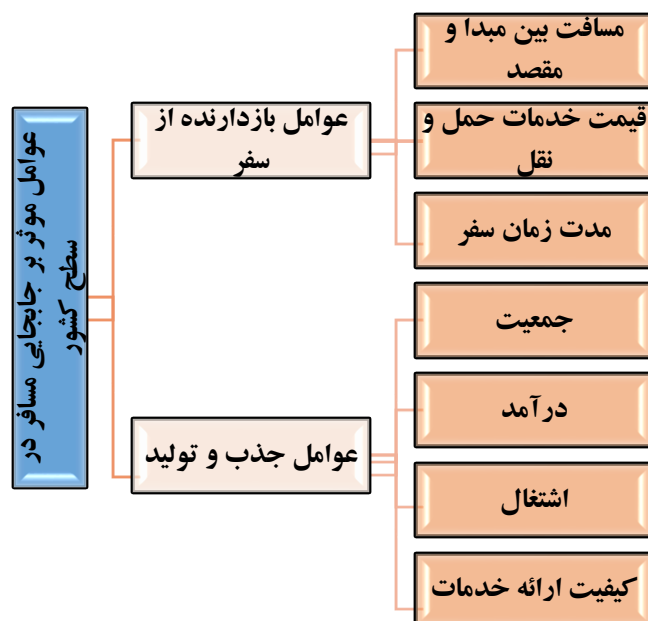 عوامل موثر بر جابجایی مسافر در
سطح کشور
عوامل بازدارنده از
سفر
مسافت بین مبدا و
مقصد
قیمت خدمات حمل و
نقل
مدت زمان سفر
عوامل جذب و تولید
جمعیت
درآمد
اشتغال
کیفیت ارائه خدمات